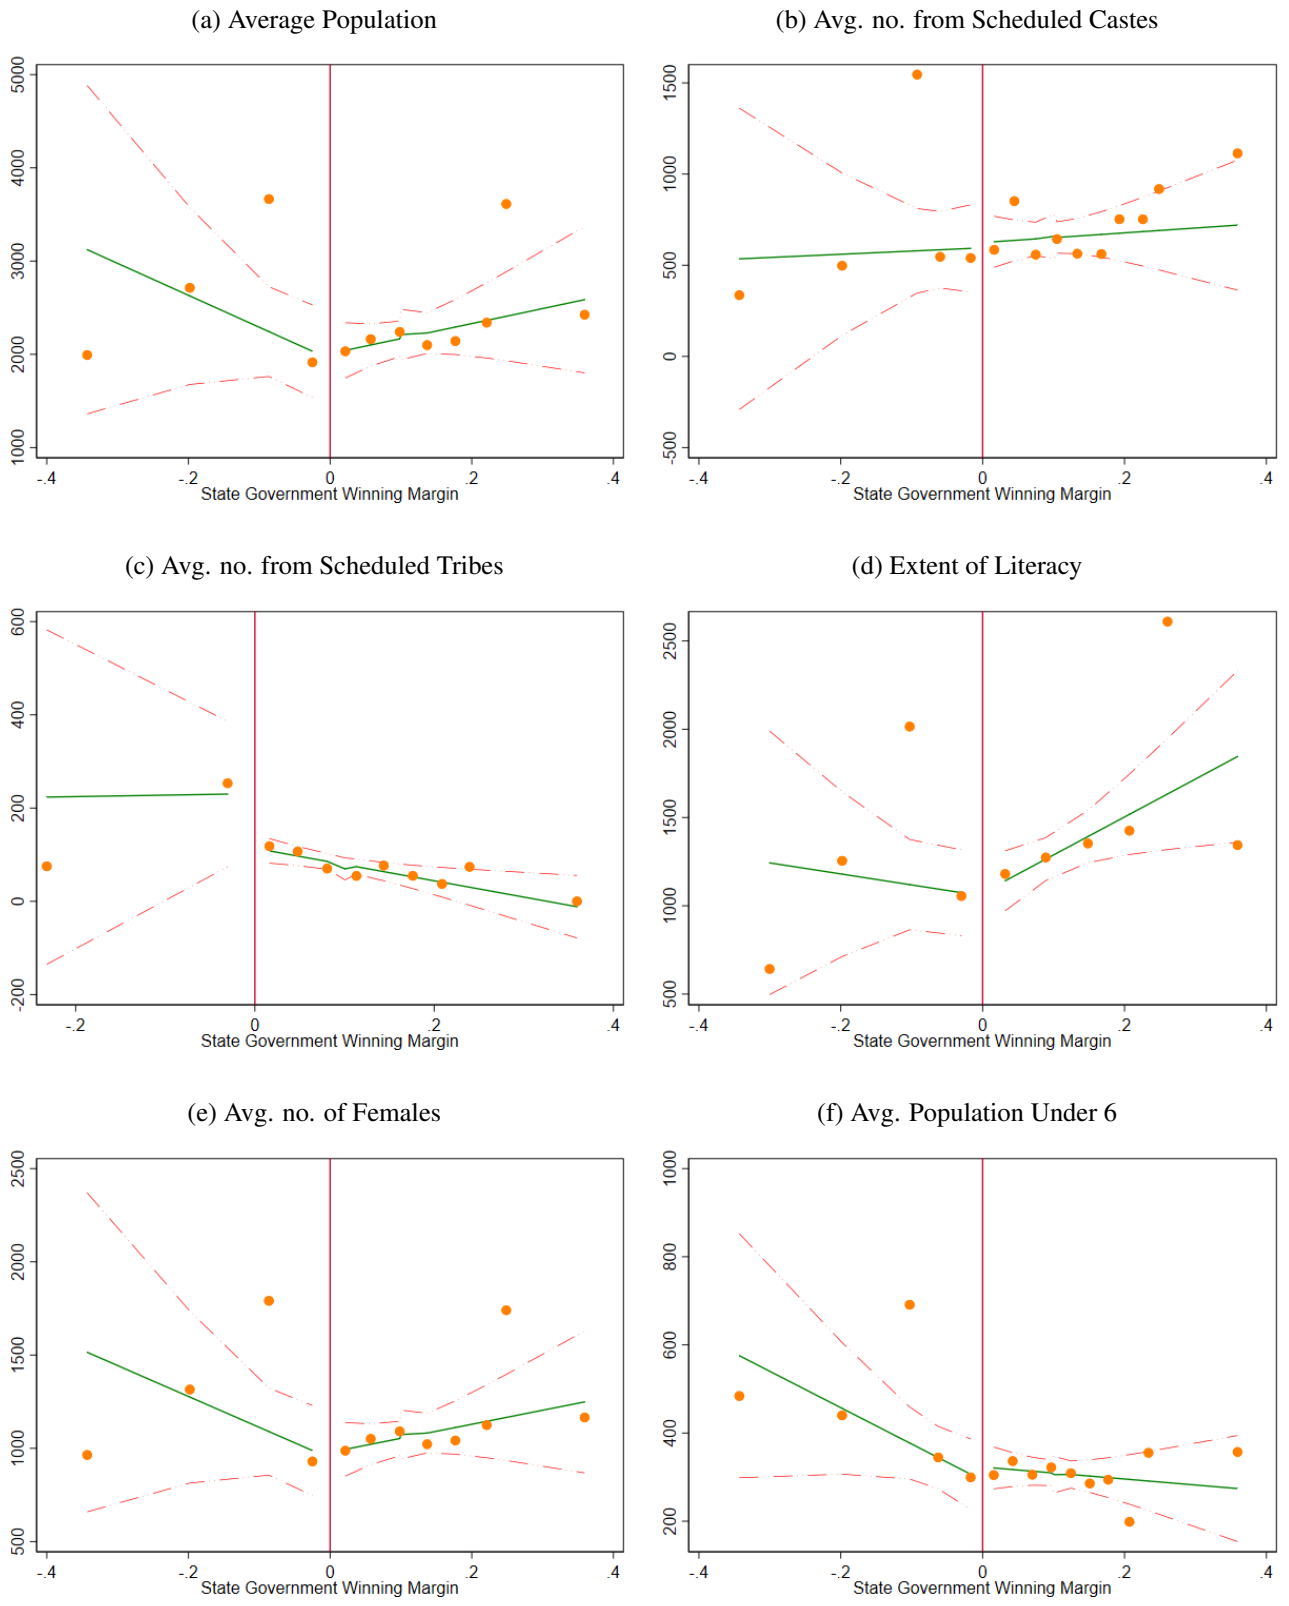 (a) Average Population
5000
4000
3000
2000
1000
-.4 -.2 0 .2 .4
State Government Winning Margin
(b) Avg. no. from Scheduled Castes
1500
1000
500
0
-500
-.4 -.2 0 .2 .4
State Government Winning Margin
(c) Avg. no. from Scheduled Tribes
600
400
200
0
-200
-.2 0 .2 .4
State Government Winning Margin
(d) Extent of Literacy
2500
2000
1500
1000
500
-.4 -.2 0 .2 .4
State Government Winning Margin
(e) Avg. no. of Females
2500
2000
1500
1000
500
-.4 -.2 0 .2 .4
State Government Winning Margin
(f) Avg. Population Under 6
1000
800
600
400
200
-.4 -.2 0 .2 .4
State Government Winning Margin